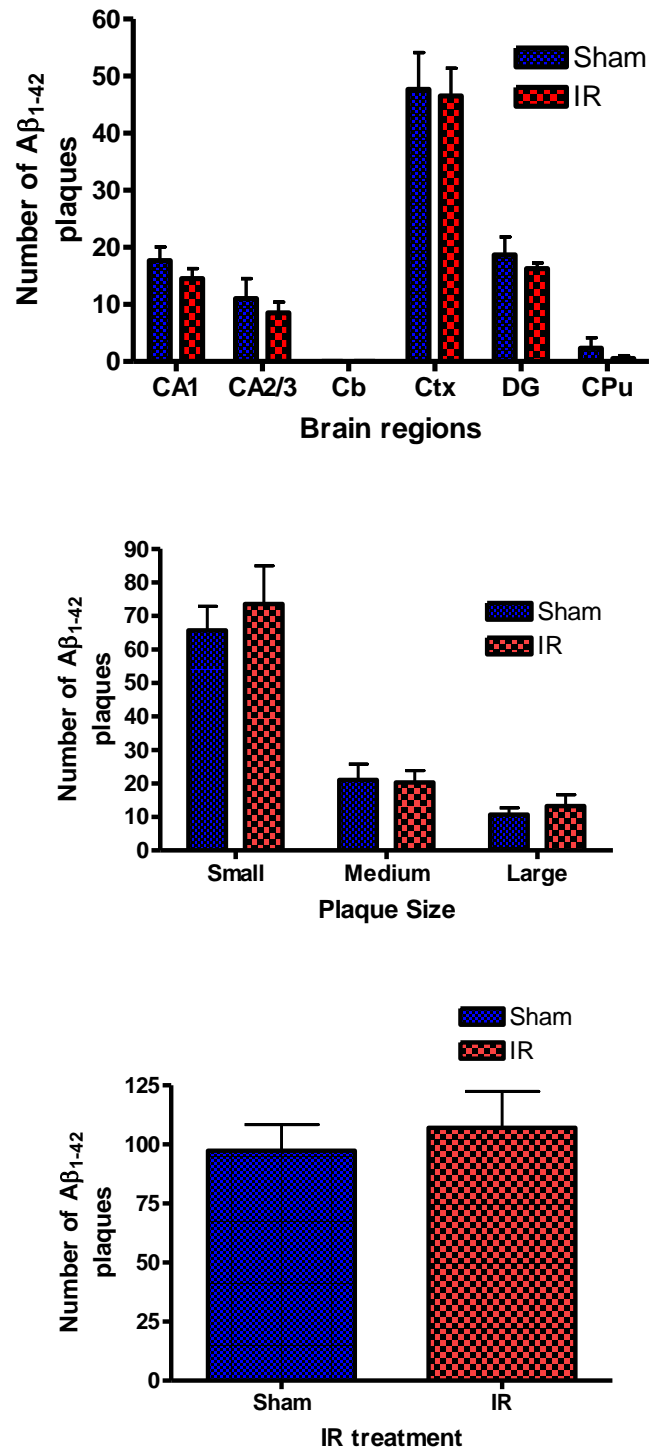 Number of Aβ1-42
plaques
60
50
40
30
20
10
0
Sham
IR
CA1 CA2/3 Cb Ctx DG CPu
Brain regions
Number of Aβ1-42
plaques
90
80
70
60
50
40
30
20
10
0
Sham
IR
Small Medium Large
Plaque Size
Sham
IR
Number of Aβ1-42
plaques
125
100
75
50
25
0
Sham IR
IR treatment